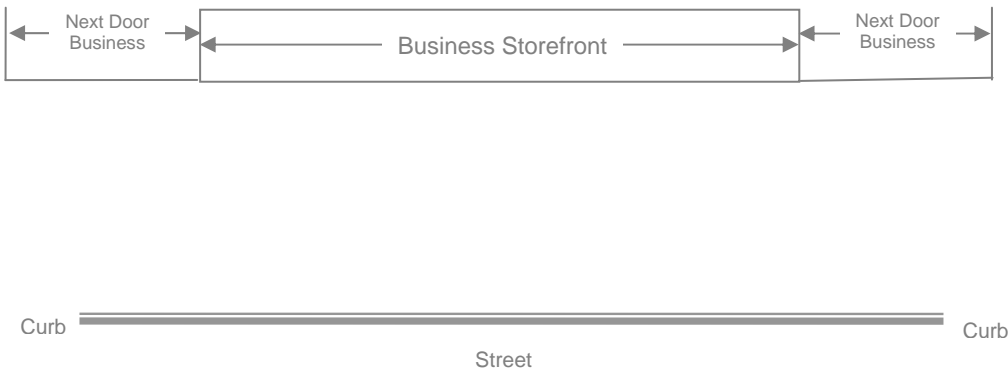 Next Door
Business
Business Storefront
Next Door
Business
Curb
Curb
Street